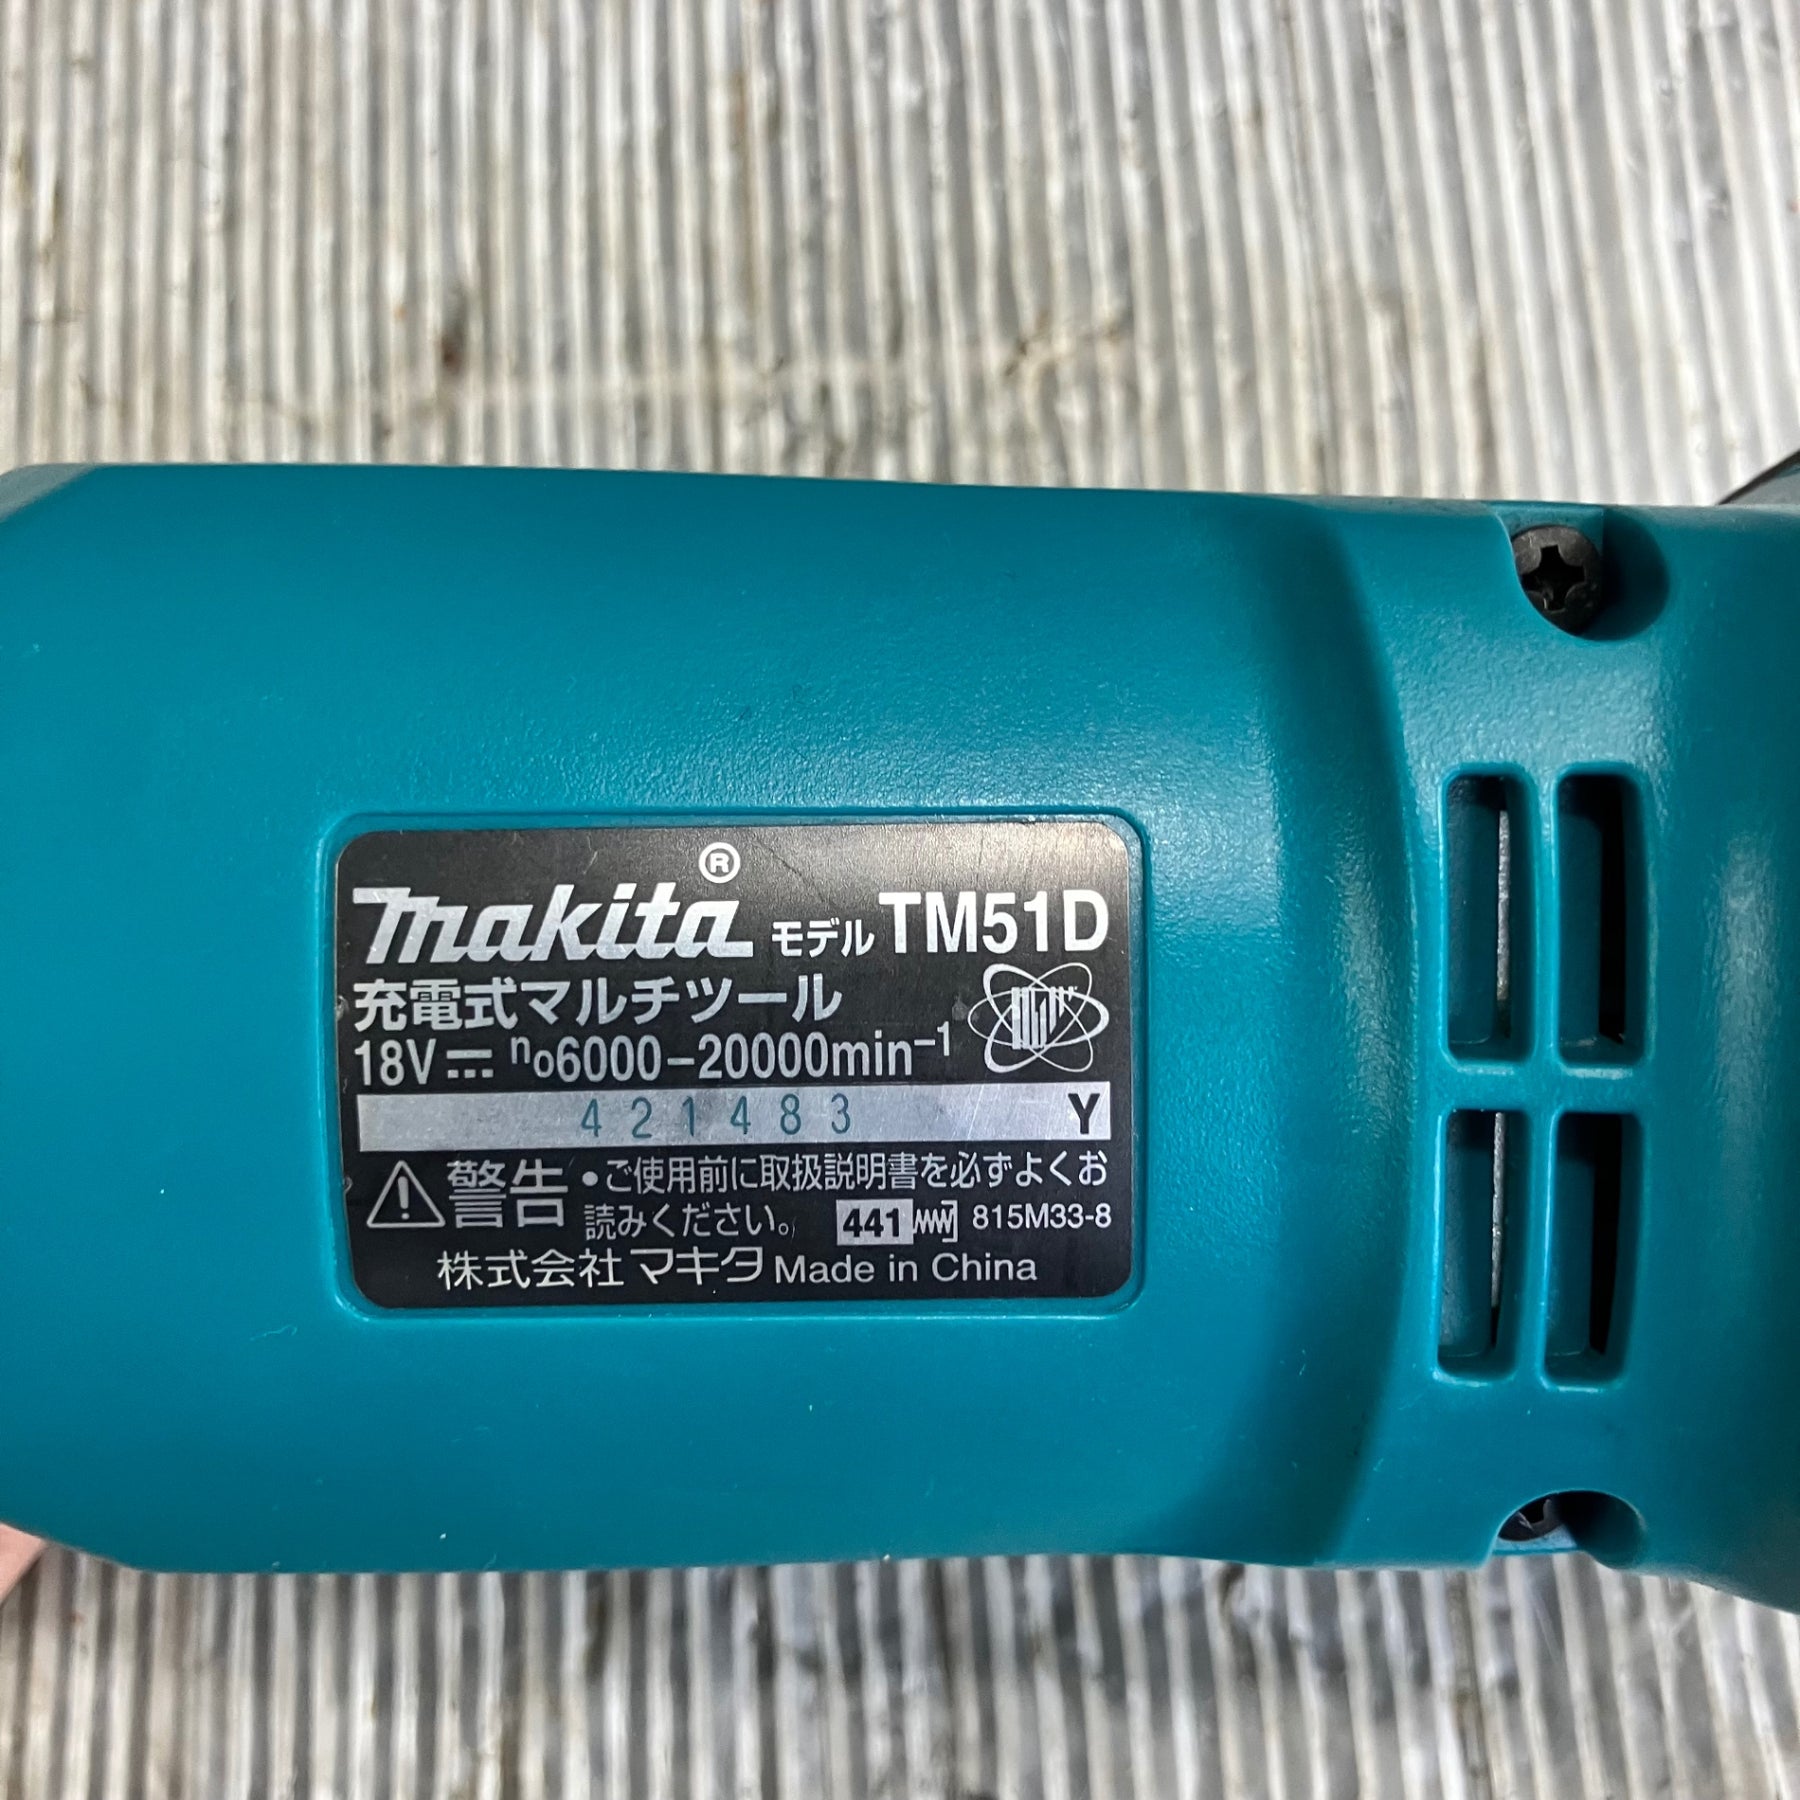 makita® モデル TM51D
充電式マルチツール
18V⎓ no6000-20000min-1
421483 Y
警告 •ご使用前に取扱説明書を必ずよくお
読みください。 441 815M33-8
株式会社マキタ Made in China